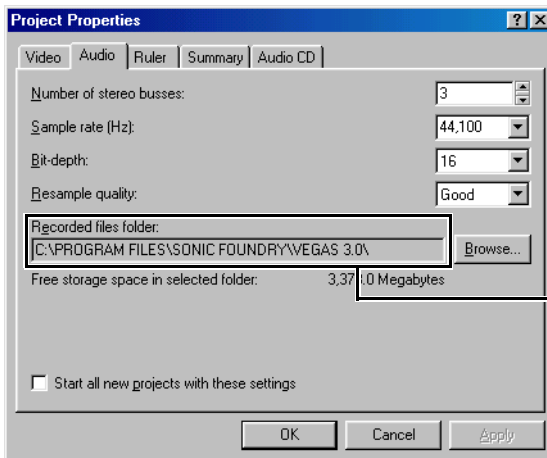 Project Properties
Video Audio Ruler Summary Audio CD
Number of stereo busses: 3
Sample rate (Hz): 44,100
Bit-depth: 16
Resample quality: Good
Recorded files folder:
C:\PROGRAM FILES\SONIC FOUNDRY\VEGAS 3.0\ Browse...
Free storage space in selected folder: Megabytes
Start all new projects with these settings
OK Cancel Apply